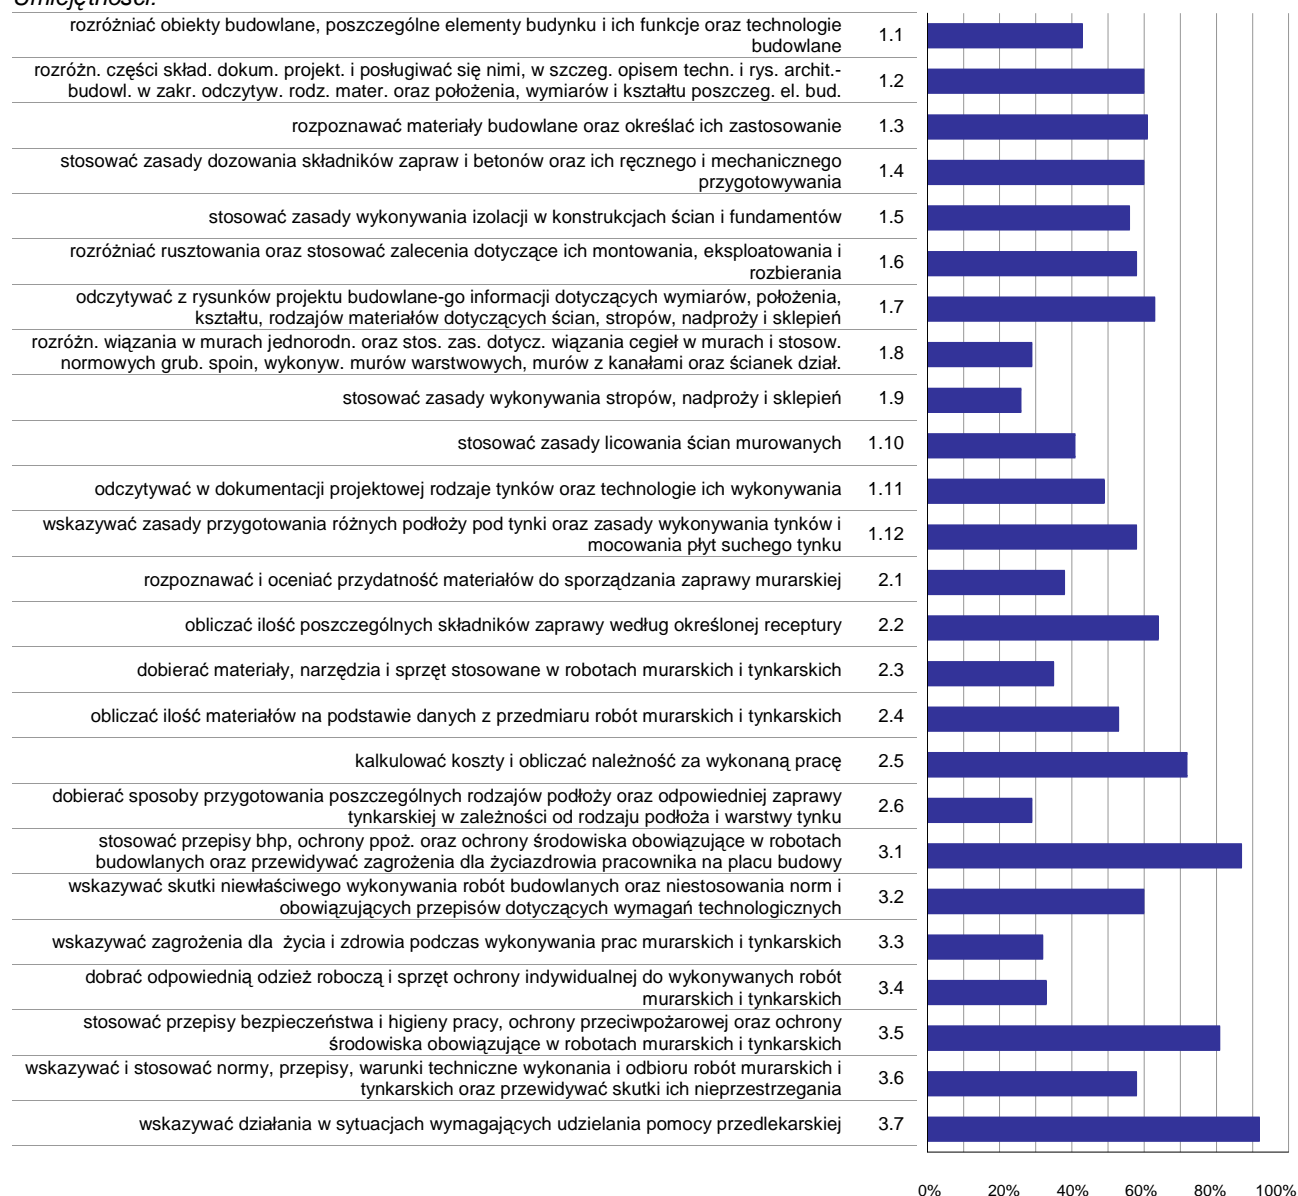 Umiejętności:
rozróżniać obiekty budowlane, poszczególne elementy budynku i ich funkcje oraz technologie
budowlane
1.1
rozróżn. części skład. dokum. projekt. i posługiwać się nimi, w szczeg. opisem techn. i rys. archit.-
budowl. w zakr. odczytyw. rodz. mater. oraz położenia, wymiarów i kształtu poszczeg. el. bud.
1.2
rozpoznawać materiały budowlane oraz określać ich zastosowanie
1.3
stosować zasady dozowania składników zapraw i betonów oraz ich ręcznego i mechanicznego
przygotowywania
1.4
stosować zasady wykonywania izolacji w konstrukcjach ścian i fundamentów
1.5
rozróżniać rusztowania oraz stosować zalecenia dotyczące ich montowania, eksploatowania i
rozbierania
1.6
odczytywać z rysunków projektu budowlane-go informacji dotyczących wymiarów, położenia,
kształtu, rodzajów materiałów dotyczących ścian, stropów, nadproży i sklepień
1.7
rozróżn. wiązania w murach jednorodn. oraz stos. zas. dotycz. wiązania cegieł w murach i stosow.
normowych grub. spoin, wykonyw. murów warstwowych, murów z kanałami oraz ścianek dział.
1.8
stosować zasady wykonywania stropów, nadproży i sklepień
1.9
stosować zasady licowania ścian murowanych
1.10
odczytywać w dokumentacji projektowej rodzaje tynków oraz technologie ich wykonywania
1.11
wskazywać zasady przygotowania różnych podłoży pod tynki oraz zasady wykonywania tynków i
mocowania płyt suchego tynku
1.12
rozpoznawać i oceniać przydatność materiałów do sporządzania zaprawy murarskiej
2.1
obliczać ilość poszczególnych składników zaprawy według określonej receptury
2.2
dobierać materiały, narzędzia i sprzęt stosowane w robotach murarskich i tynkarskich
2.3
obliczać ilość materiałów na podstawie danych z przedmiaru robót murarskich i tynkarskich
2.4
kalkulować koszty i obliczać należność za wykonaną pracę
2.5
dobierać sposoby przygotowania poszczególnych rodzajów podłoży oraz odpowiedniej zaprawy
tynkarskiej w zależności od rodzaju podłoża i warstwy tynku
2.6
stosować przepisy bhp, ochrony ppoż. oraz ochrony środowiska obowiązujące w robotach
budowlanych oraz przewidywać zagrożenia dla życiazdrowia pracownika na placu budowy
3.1
wskazywać skutki niewłaściwego wykonywania robót budowlanych oraz niestosowania norm i
obowiązujących przepisów dotyczących wymagań technologicznych
3.2
wskazywać zagrożenia dla życia i zdrowia podczas wykonywania prac murarskich i tynkarskich
3.3
dobrać odpowiednią odzież roboczą i sprzęt ochrony indywidualnej do wykonywanych robót
murarskich i tynkarskich
3.4
stosować przepisy bezpieczeństwa i higieny pracy, ochrony przeciwpożarowej oraz ochrony
środowiska obowiązujące w robotach murarskich i tynkarskich
3.5
wskazywać i stosować normy, przepisy, warunki techniczne wykonania i odbioru robót murarskich i
tynkarskich oraz przewidywać skutki ich nieprzestrzegania
3.6
wskazywać działania w sytuacjach wymagających udzielania pomocy przedlekarskiej
3.7
0% 20% 40% 60% 80% 100%